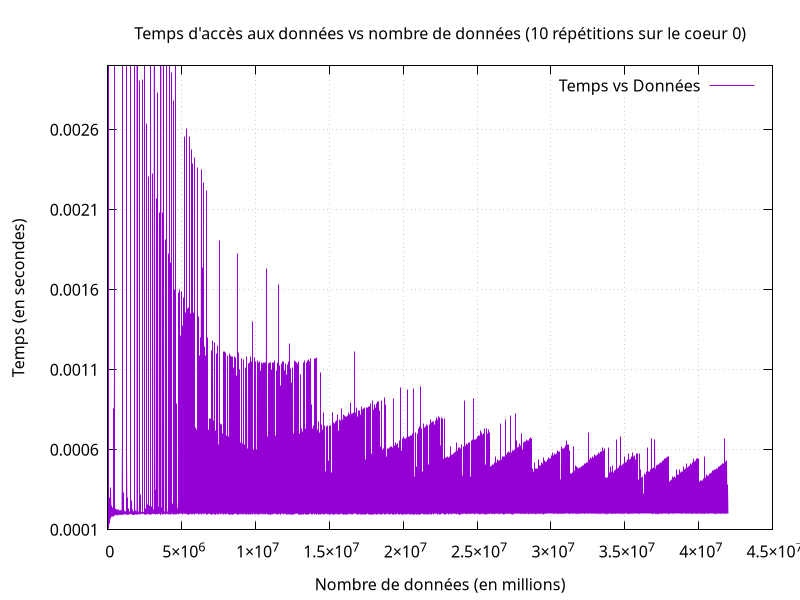 Temps d'accès aux données vs nombre de données (10 répétitions sur le coeur 0)
Temps vs Données
0.0026
0.0021
0.0016
0.0011
0.0006
0.0001
Temps (en secondes)
0 5×10⁶ 1×10⁷ 1.5×10⁷ 2×10⁷ 2.5×10⁷ 3×10⁷ 3.5×10⁷ 4×10⁷ 4.5×10⁷
Nombre de données (en millions)